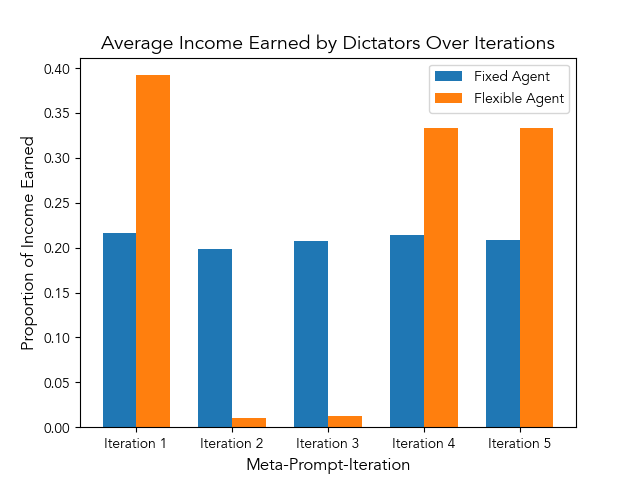 Average Income Earned by Dictators Over Iterations
Fixed Agent
Flexible Agent
Proportion of Income Earned
0.40
0.35
0.30
0.25
0.20
0.15
0.10
0.05
0.00
Iteration 1
Iteration 2
Iteration 3
Iteration 4
Iteration 5
Meta-Prompt-Iteration